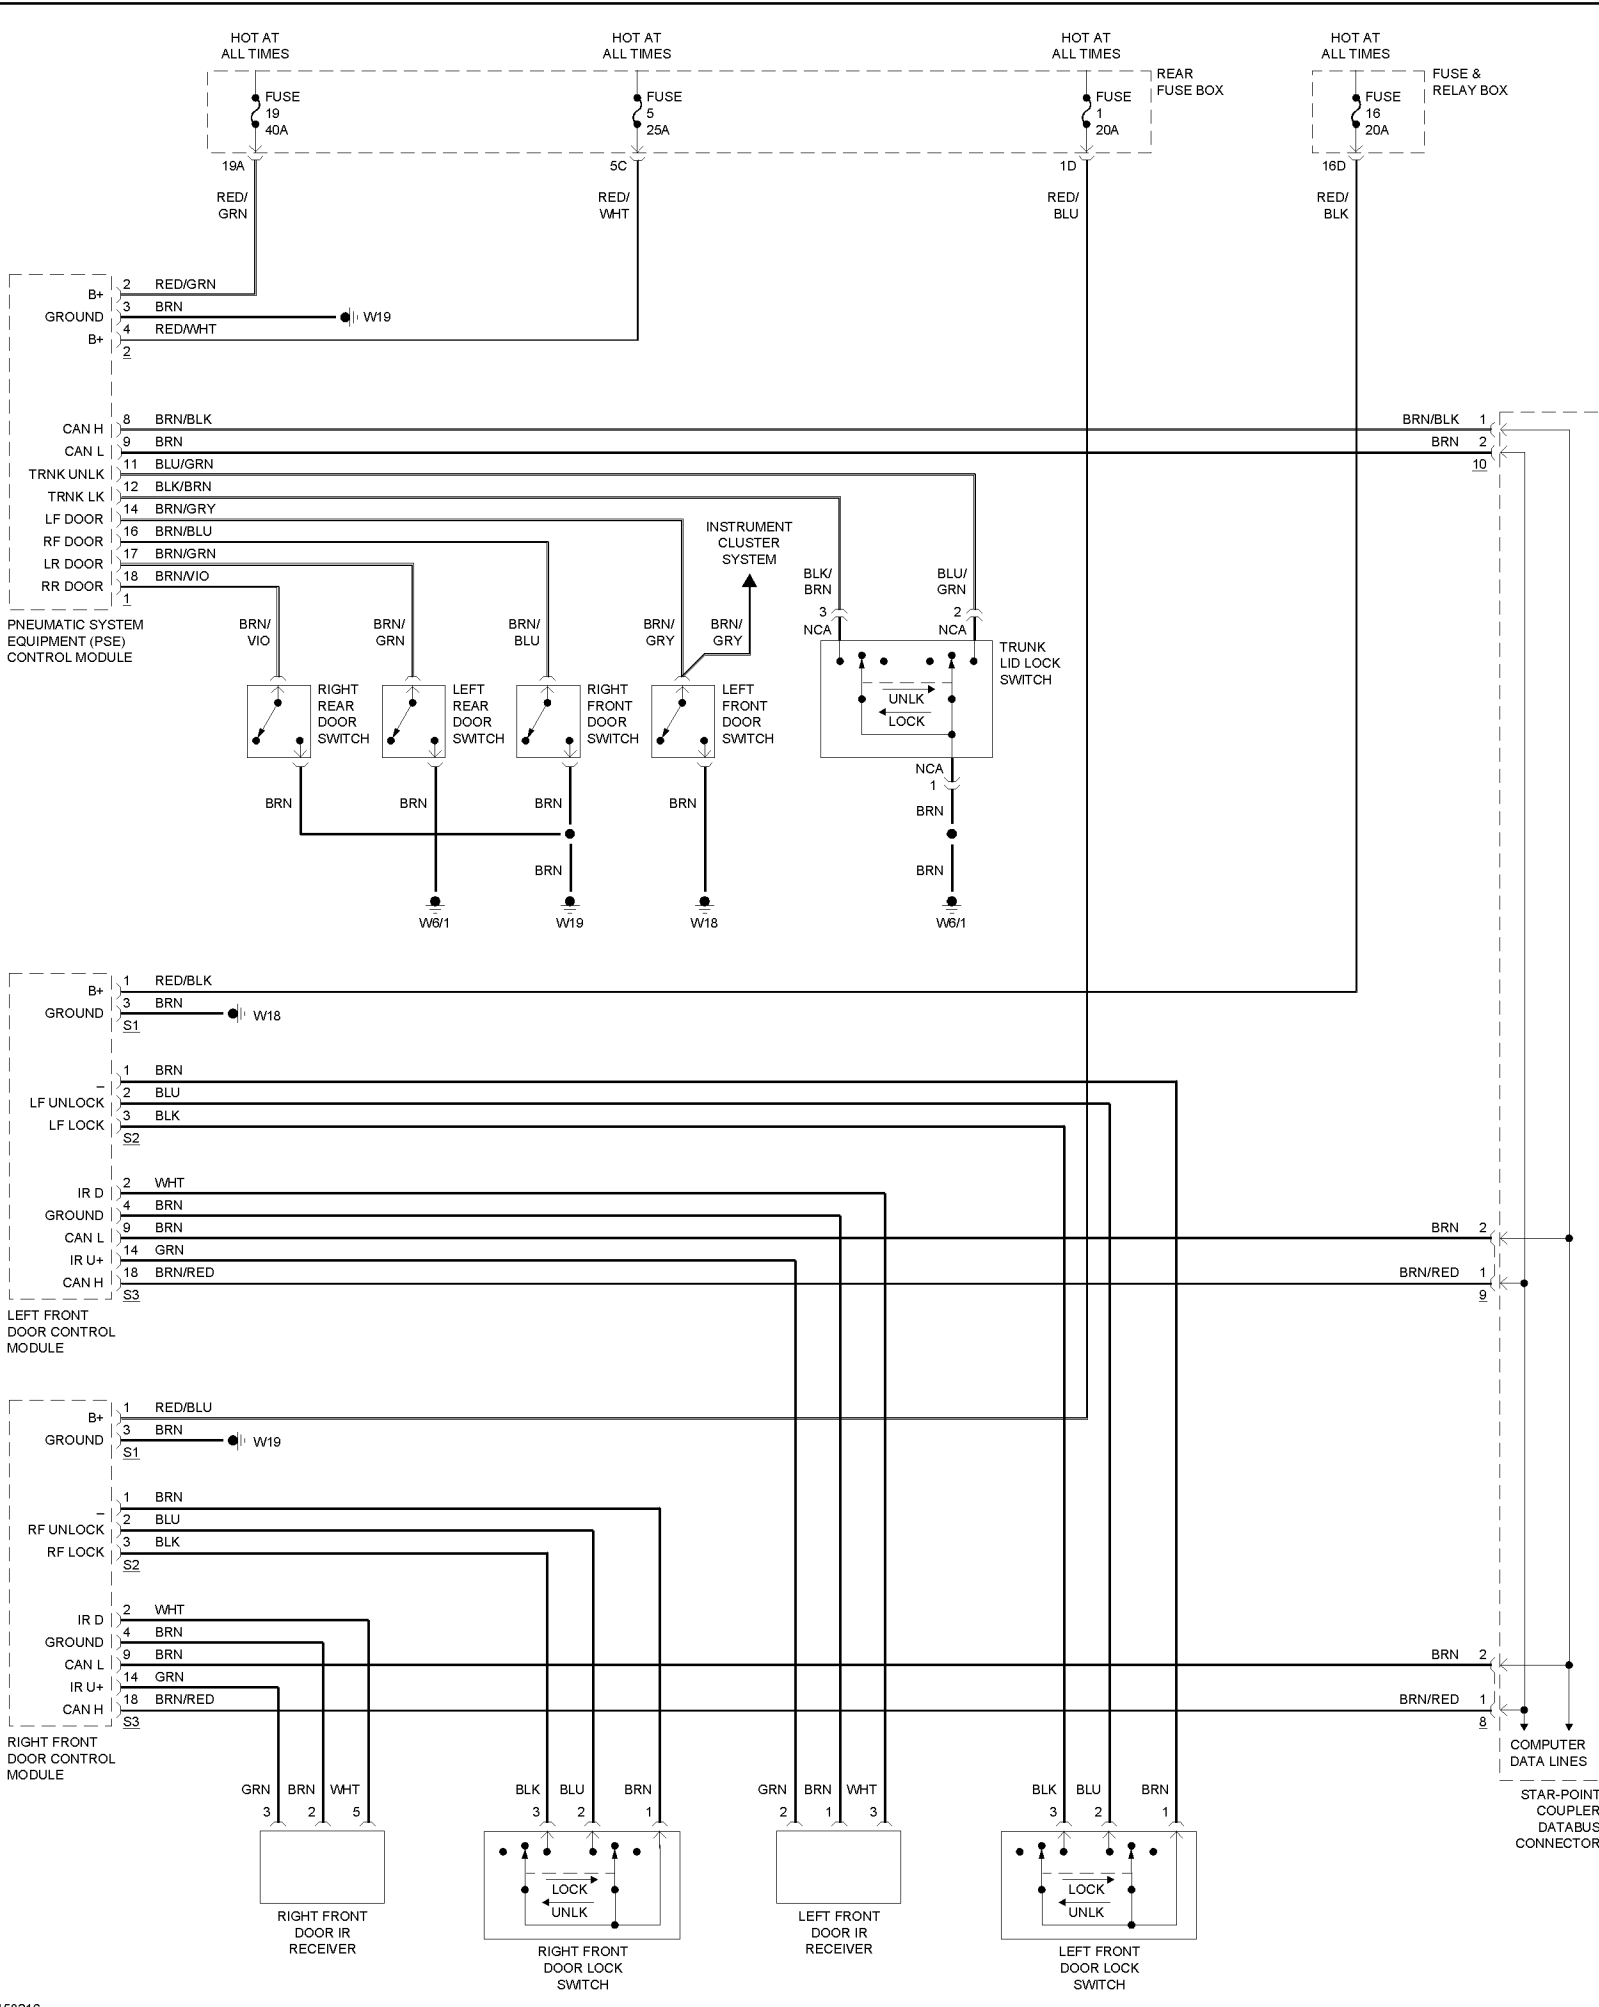 HOT AT
ALL TIMES
HOT AT
ALL TIMES
HOT AT
ALL TIMES
HOT AT
ALL TIMES
FUSE
19
40A
FUSE
5
25A
FUSE
1
20A
REAR
FUSE BOX
FUSE
16
20A
FUSE &
RELAY BOX
19A
5C
1D
16D
RED/
GRN
RED/
WHT
RED/
BLU
RED/
BLK
B+ 2 RED/GRN
GROUND 3 BRN W19
B+ 4 RED/WHT
2
CAN H 8 BRN/BLK BRN/BLK 1
CAN L 9 BRN BRN 2
10
TRNK UNLK 11 BLU/GRN
TRNK LK 12 BLK/BRN
LF DOOR 14 BRN/GRY
RF DOOR 16 BRN/BLU
LR DOOR 17 BRN/GRN
RR DOOR 18 BRN/VIO
1
PNEUMATIC SYSTEM
EQUIPMENT (PSE)
CONTROL MODULE
INSTRUMENT
CLUSTER
SYSTEM
BLK/
BRN
BLU/
GRN
3
2
NCA
NCA
BRN/
VIO
BRN/
GRN
BRN/
BLU
BRN/
GRY
BRN/
GRY
TRUNK
LID LOCK
SWITCH
UNLK
LOCK
RIGHT
REAR
DOOR
SWITCH
LEFT
REAR
DOOR
SWITCH
RIGHT
FRONT
DOOR
SWITCH
LEFT
FRONT
DOOR
SWITCH
NCA
1
BRN
BRN
BRN
BRN
BRN
BRN
BRN
W6/1
W19
W18
W6/1
B+ 1 RED/BLK
GROUND 3 BRN W18
S1
– 1 BRN
LF UNLOCK 2 BLU
LF LOCK 3 BLK
S2
IR D 2 WHT
GROUND 4 BRN
CAN L 9 BRN BRN 2
IR U+ 14 GRN
CAN H 18 BRN/RED BRN/RED 1
S3 9
LEFT FRONT
DOOR CONTROL
MODULE
B+ 1 RED/BLU
GROUND 3 BRN W19
S1
– 1 BRN
RF UNLOCK 2 BLU
RF LOCK 3 BLK
S2
IR D 2 WHT
GROUND 4 BRN
CAN L 9 BRN BRN 2
IR U+ 14 GRN
CAN H 18 BRN/RED BRN/RED 1
S3 8
RIGHT FRONT
DOOR CONTROL
MODULE
COMPUTER
DATA LINES
STAR-POINT
COUPLER
DATABUS
CONNECTOR
GRN BRN WHT
3 2 5
BLK BLU BRN
3 2 1
GRN BRN WHT
2 1 3
BLK BLU BRN
3 2 1
LOCK
UNLK
LOCK
UNLK
RIGHT FRONT
DOOR IR
RECEIVER
RIGHT FRONT
DOOR LOCK
SWITCH
LEFT FRONT
DOOR IR
RECEIVER
LEFT FRONT
DOOR LOCK
SWITCH